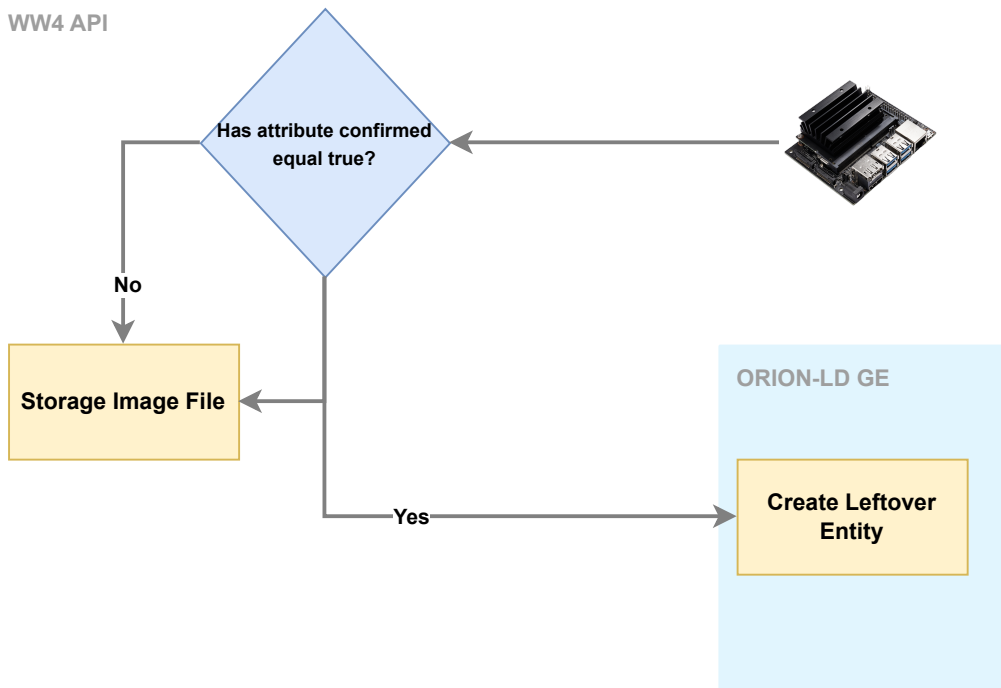 WW4 API
Has attribute confirmed
equal true?
No
Storage Image File
ORION-LD GE
Create Leftover
Entity
Yes